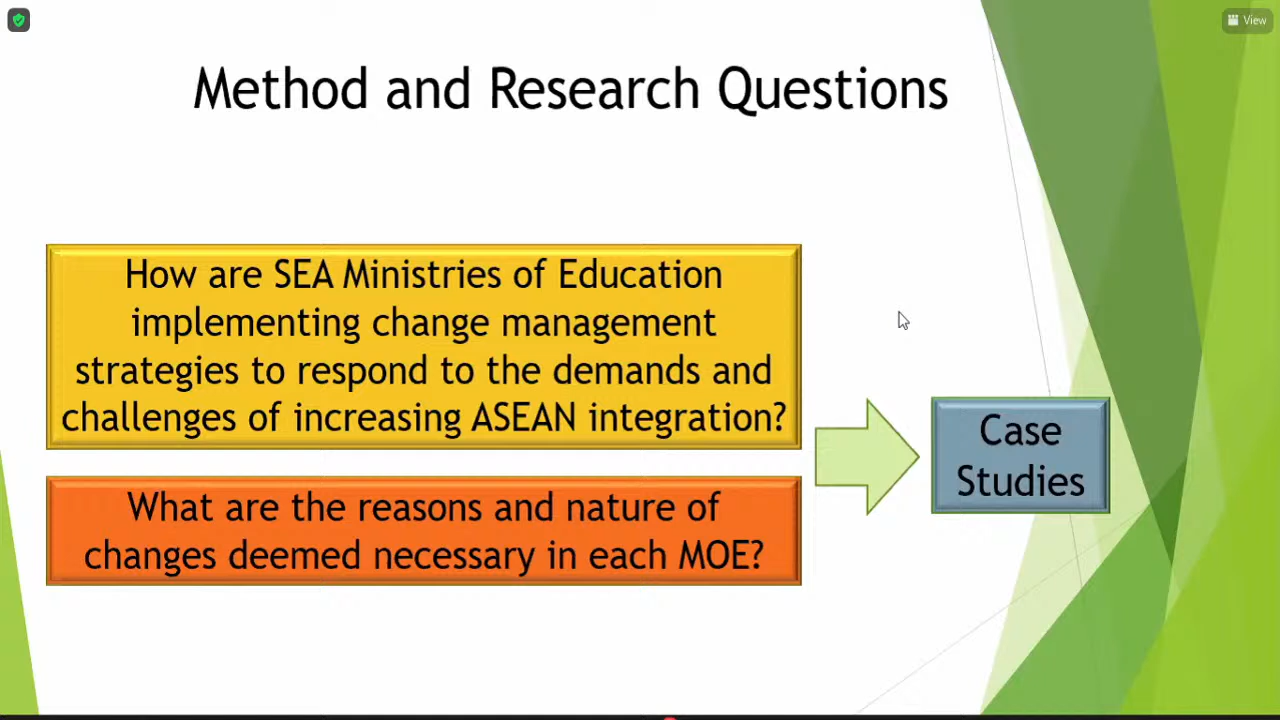 View
Method and Research Questions
How are SEA Ministries of Education
implementing change management
strategies to respond to the demands and
challenges of increasing ASEAN integration?
What are the reasons and nature of
changes deemed necessary in each MOE?
Case
Studies